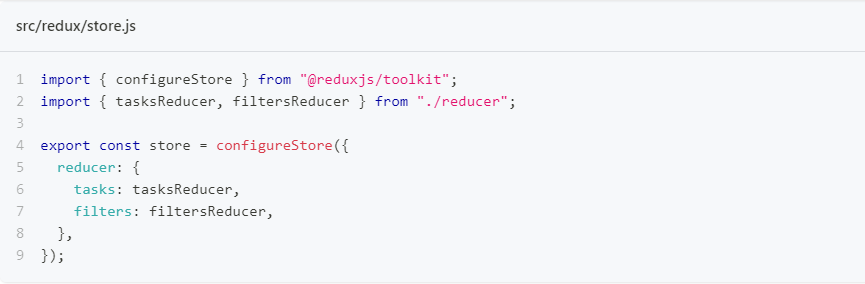 src/redux/store.js
1 import { configureStore } from "@reduxjs/toolkit";
2 import { tasksReducer, filtersReducer } from "./reducer";
3
4 export const store = configureStore({
5   reducer: {
6     tasks: tasksReducer,
7     filters: filtersReducer,
8   },
9 });